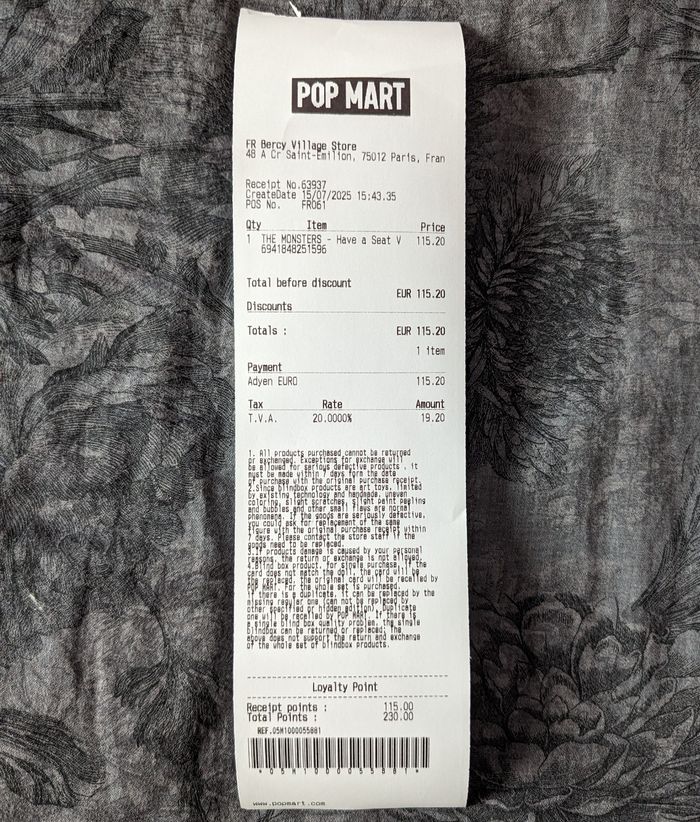 POP MART
FR Bercy Village Store
48 A Cr Saint-Emilion, 75012 Paris, Fran
Receipt No.63937
CreateDate 15/07/2025 15:43.35
POS No. FR061
Qty Item Price
1 THE MONSTERS - Have a Seat V 115.20
6941848251596
Total before discount
EUR 115.20
Discounts
Totals : EUR 115.20
1 item
Payment
Adyen EURO 115.20
Tax Rate Amount
T.V.A. 20.0000% 19.20
1. All products purchased cannot be returned
or exchanged. Exceptions for exchange will
be allowed for serious defective products , it
must be made within 7 days form the date
of purchase with the original purchase receipt.
2.Since blindbox products are art toys, limited
by existing technology and handmade, uneven
coloring, slight scratches, slight paint peeling
and bubbles and other small flaws are normal
phenomena. If the goods are seriously defective,
you could ask for replacement of the same
figure with the original purchase receipt within
7 days. Please contact the store staff if the
goods need to be replaced.
3.If products damage is caused by your personal
reasons, the return or exchange is not allowed.
4.Blind box product, for single purchase, if the
card does not match the doll, the card will be
be replaced, the original card will be recalled by
POP MART. For the whole set is purchased,
if there is a duplicate, it can be replaced by the
missing regular one (can not be replaced by
other specified or hidden edition). Duplicate
one will be recalled by POP MART. If there is
a single blind box quality problem, the single
blindbox can be returned or replaced; The
above does not support the return and exchange
of the whole set of blindbox products.
Loyalty Point
Receipt points : 115.00
Total Points : 230.00
REF.05M1000055881
*05M1000055881*
www.popmart.com